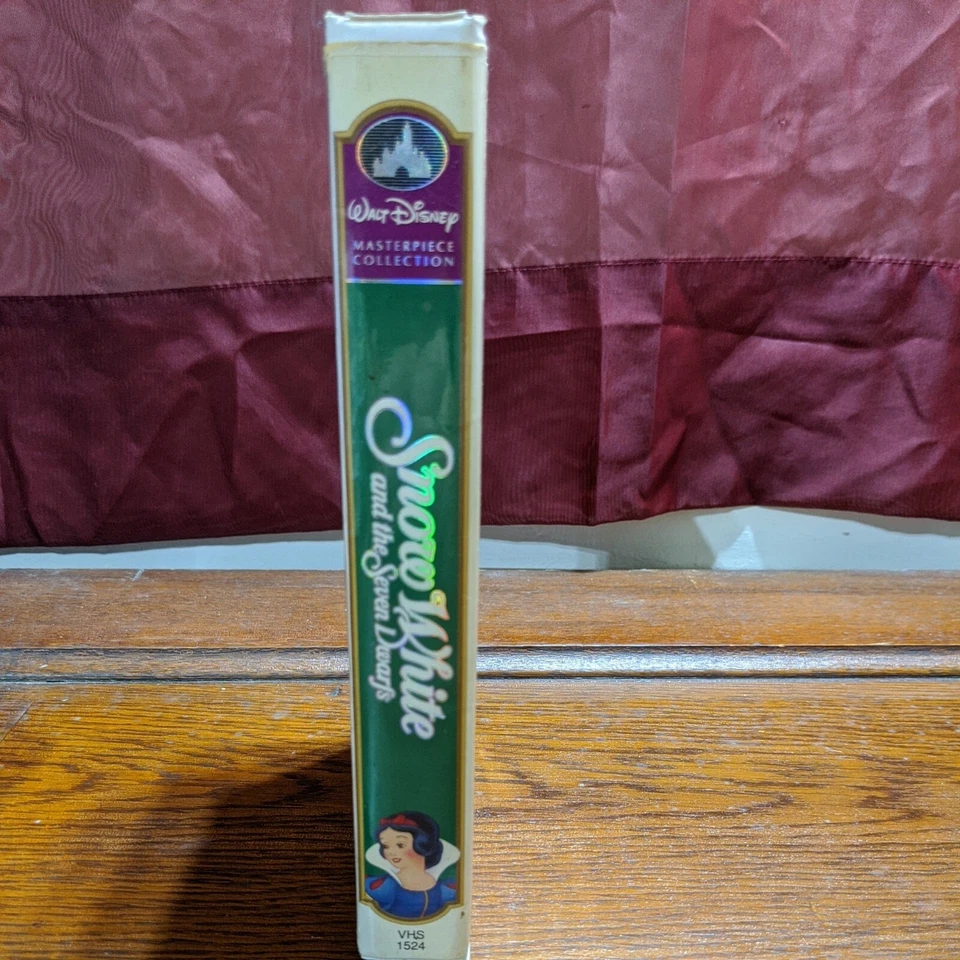 WALT DISNEY
MASTERPIECE
COLLECTION
Snow White
and the Seven Dwarfs
VHS
1524